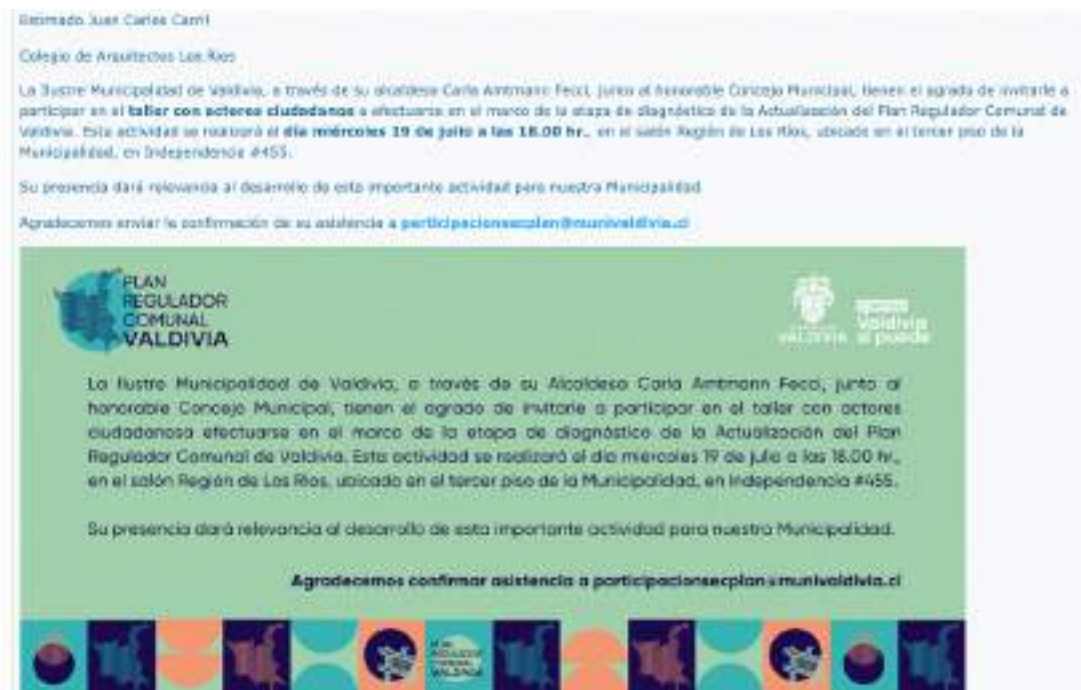 Estimado Juan Carlos Carril
Colegio de Arquitectos Los Ríos
La Ilustre Municipalidad de Valdivia, a través de su alcaldesa Carla Amtmann Fecci, junto al honorable Concejo Municipal, tienen el agrado de invitarle a
participar en el taller con actores ciudadanos a efectuarse en el marco de la etapa de diagnóstico de la Actualización del Plan Regulador Comunal de
Valdivia. Esta actividad se realizará el día miércoles 19 de julio a las 18.00 hr., en el salón Región de Los Ríos, ubicado en el tercer piso de la
Municipalidad, en Independencia #455.
Su presencia dará relevancia al desarrollo de esta importante actividad para nuestra Municipalidad
Agradecemos enviar la confirmación de su asistencia a participacionsecplan@munivaldivia.cl
PLAN
REGULADOR
COMUNAL
VALDIVIA
VALDIVIA
Valdivia
sí puede
La Ilustre Municipalidad de Valdivia, a través de su Alcaldesa Carla Amtmann Fecci, junto al
honorable Concejo Municipal, tienen el agrado de invitarle a participar en el taller con actores
ciudadanosa efectuarse en el marco de la etapa de diagnóstico de la Actualización del Plan
Regulador Comunal de Valdivia. Esta actividad se realizará el día miércoles 19 de julio a las 18.00 hr.,
en el salón Región de Los Ríos, ubicado en el tercer piso de la Municipalidad, en Independencia #455.
Su presencia dará relevancia al desarrollo de esta importante actividad para nuestra Municipalidad.
Agradecemos confirmar asistencia a participacionsecplan@munivaldivia.cl
PLAN
REGULADOR
COMUNAL
VALDIVIA